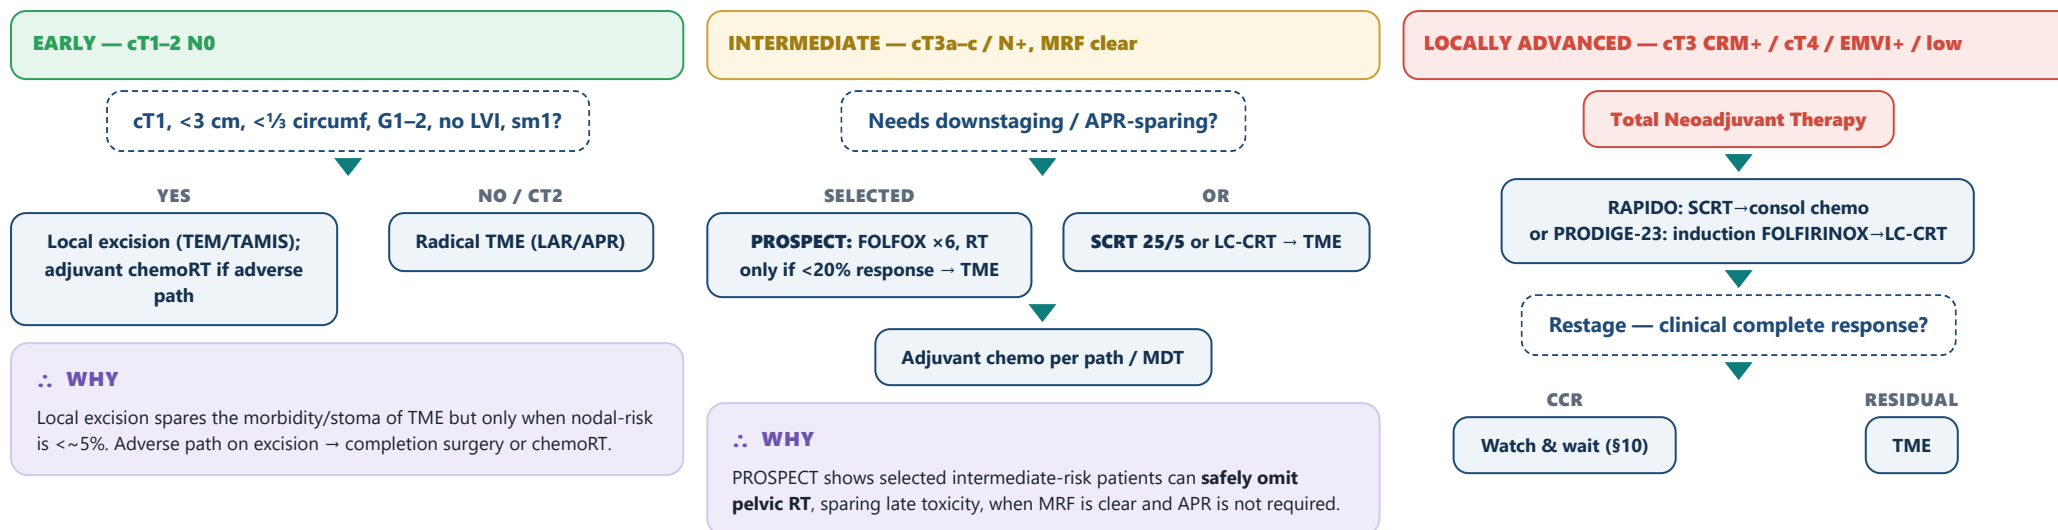 EARLY — cT1–2 N0
cT1, <3 cm, <⅓ circumf, G1–2, no LVI, sm1?
YES
Local excision (TEM/TAMIS);
adjuvant chemoRT if adverse
path
NO / CT2
Radical TME (LAR/APR)
∴ WHY
Local excision spares the morbidity/stoma of TME but only when nodal-risk
is <~5%. Adverse path on excision → completion surgery or chemoRT.
INTERMEDIATE — cT3a–c / N+, MRF clear
Needs downstaging / APR-sparing?
SELECTED
PROSPECT: FOLFOX ×6, RT
only if <20% response → TME
OR
SCRT 25/5 or LC-CRT → TME
Adjuvant chemo per path / MDT
∴ WHY
PROSPECT shows selected intermediate-risk patients can safely omit
pelvic RT, sparing late toxicity, when MRF is clear and APR is not required.
LOCALLY ADVANCED — cT3 CRM+ / cT4 / EMVI+ / low
Total Neoadjuvant Therapy
RAPIDO: SCRT→consol chemo
or PRODIGE-23: induction FOLFIRINOX→LC-CRT
Restage — clinical complete response?
CCR
Watch & wait (§10)
RESIDUAL
TME